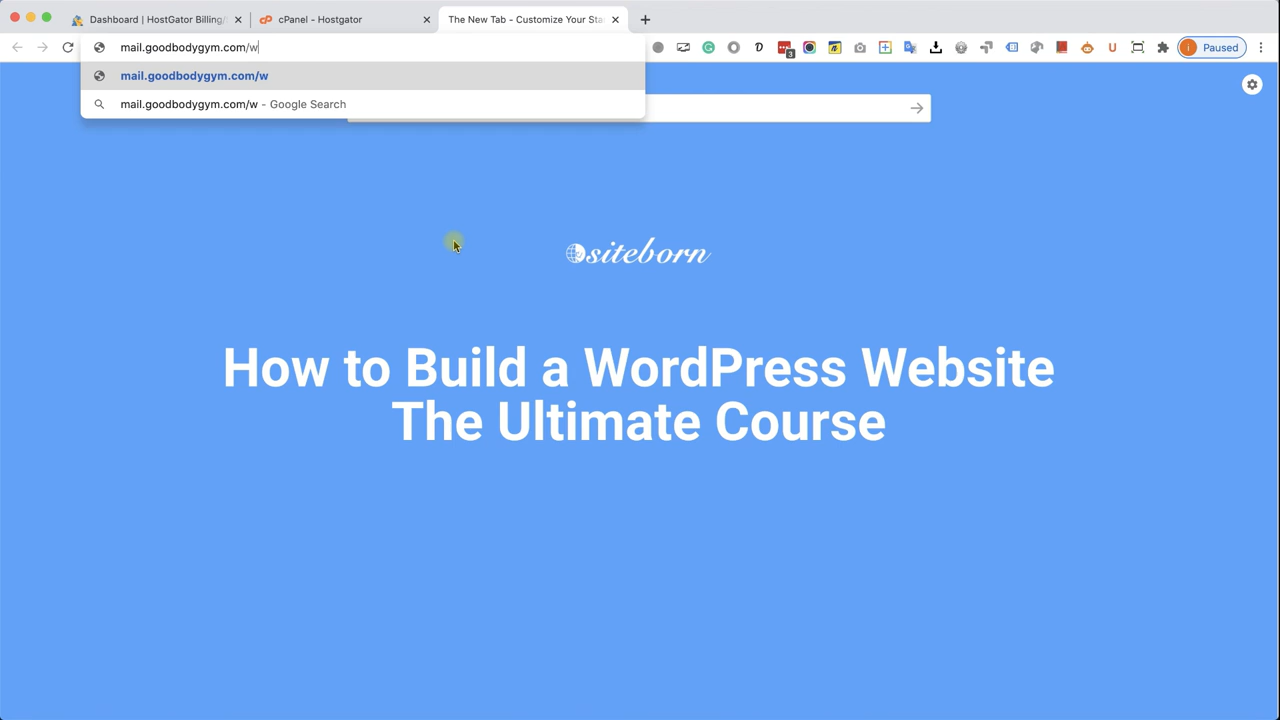 Dashboard | HostGator Billing/
cPanel - Hostgator
The New Tab - Customize Your Sta
mail.goodbodygym.com/w
3
i Paused
mail.goodbodygym.com/w
mail.goodbodygym.com/w - Google Search
siteborn
How to Build a WordPress Website
The Ultimate Course